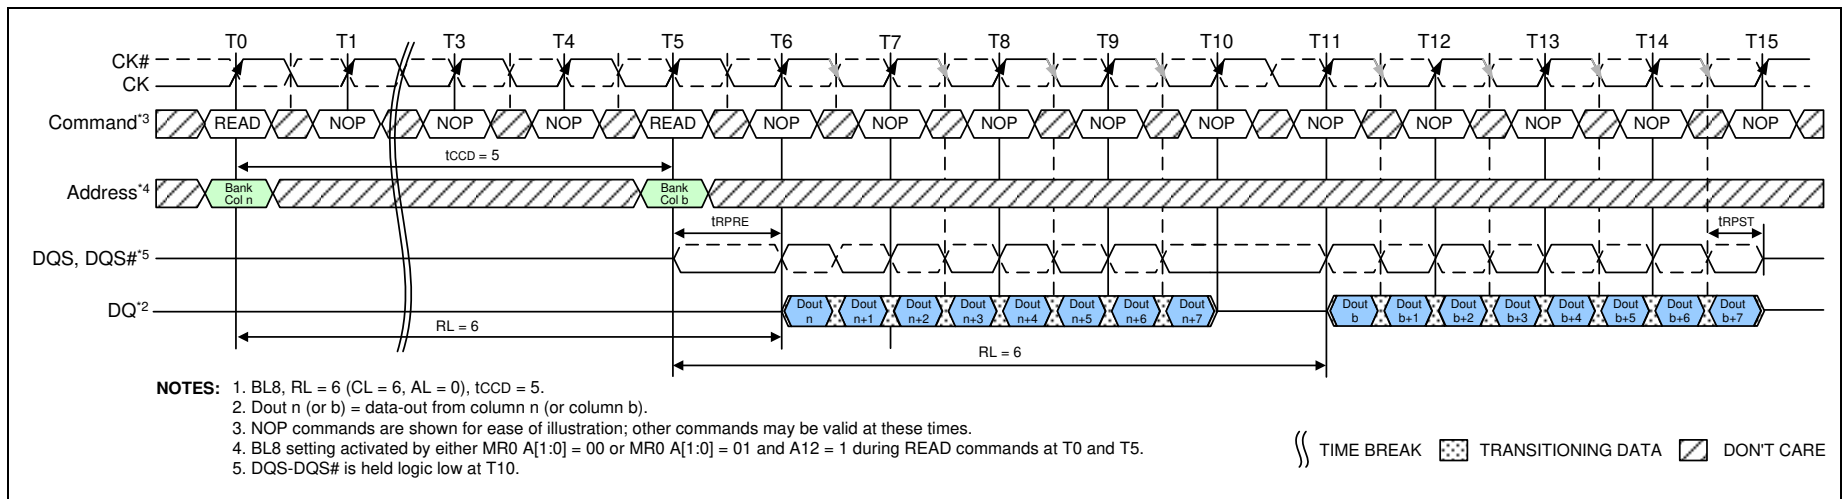 T0 T1 T3 T4 T5 T6 T7 T8 T9 T10 T11 T12 T13 T14 T15
CK#
CK
Command*3 READ NOP NOP NOP READ NOP NOP NOP NOP NOP NOP NOP NOP NOP NOP
tCCD = 5
Address*4 Bank Col n Bank Col b
tRPRE tRPST
DQS, DQS#*5
DQ*2 Dout n Dout n+1 Dout n+2 Dout n+3 Dout n+4 Dout n+5 Dout n+6 Dout n+7 Dout b Dout b+1 Dout b+2 Dout b+3 Dout b+4 Dout b+5 Dout b+6 Dout b+7
RL = 6
RL = 6
NOTES: 1. BL8, RL = 6 (CL = 6, AL = 0), tCCD = 5.
2. Dout n (or b) = data-out from column n (or column b).
3. NOP commands are shown for ease of illustration; other commands may be valid at these times.
4. BL8 setting activated by either MR0 A[1:0] = 00 or MR0 A[1:0] = 01 and A12 = 1 during READ commands at T0 and T5.
5. DQS-DQS# is held logic low at T10.
TIME BREAK TRANSITIONING DATA DON'T CARE